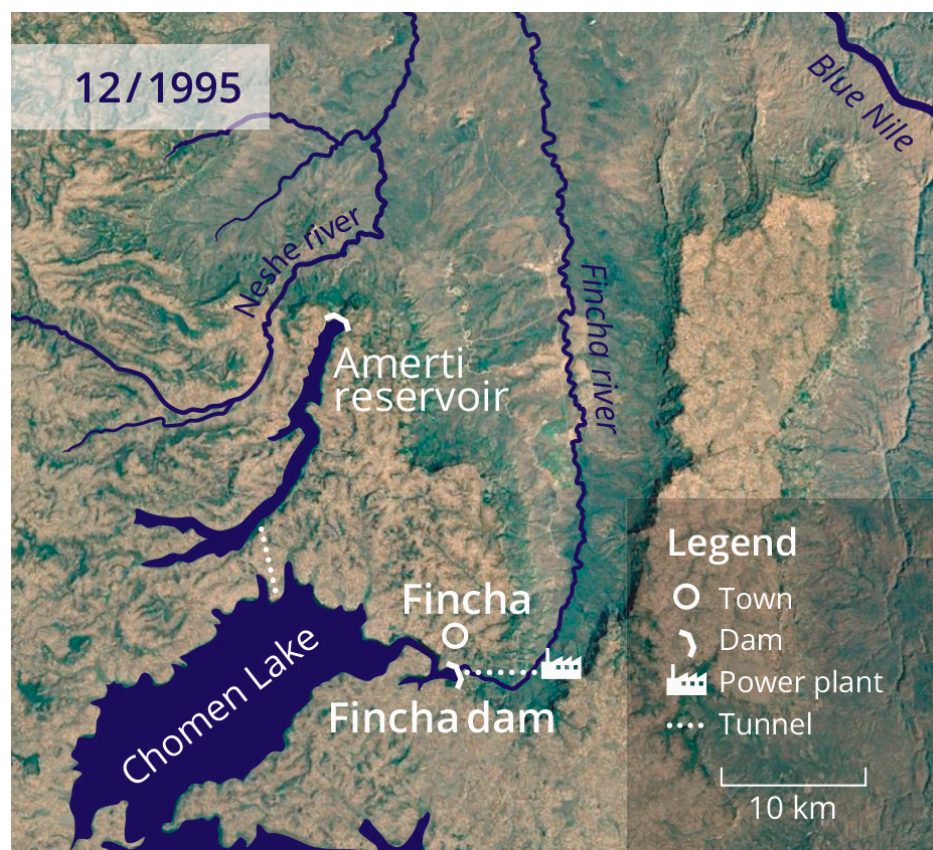 12/1995
Blue Nile
Neshe river
Fincha river
Amerti
reservoir
Fincha
Chomen Lake
Fincha dam
Legend
Town
Dam
Power plant
Tunnel
10 km